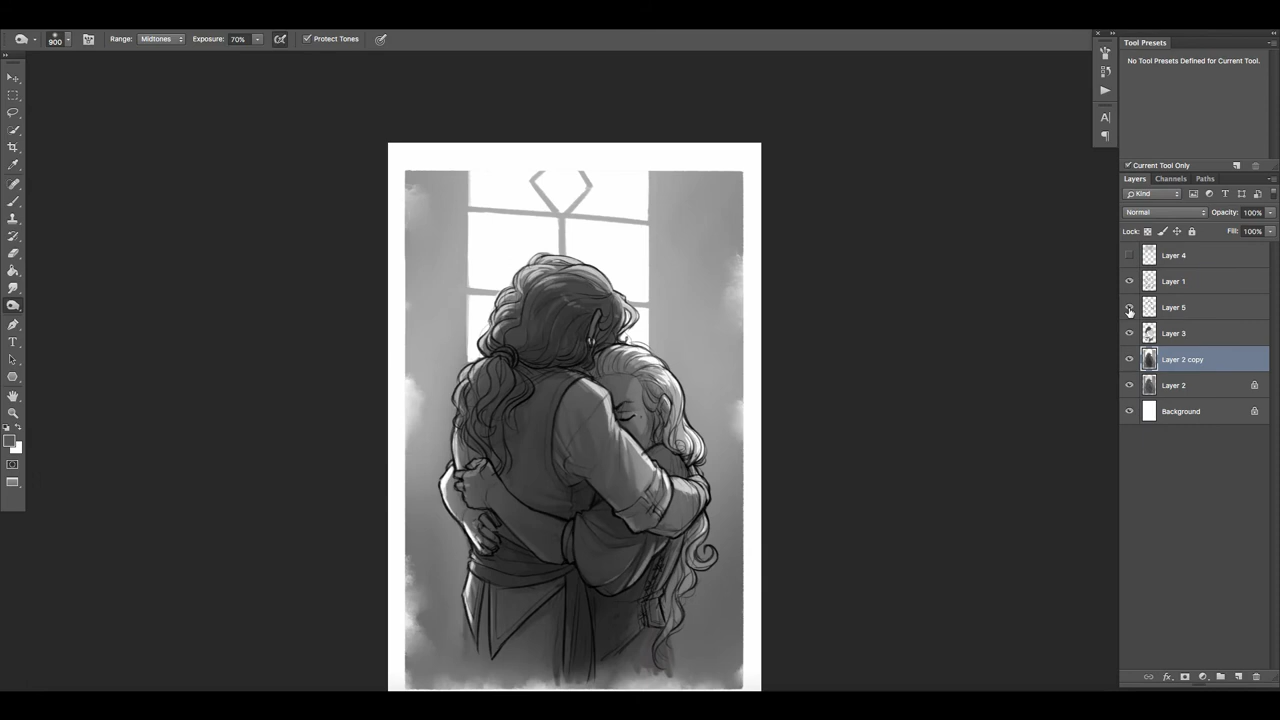 900 Range: Midtones Exposure: 70% Protect Tones
Tool Presets
No Tool Presets Defined for Current Tool.
Current Tool Only
Layers Channels Paths
Kind
Normal Opacity: 100%
Lock: Fill: 100%
Layer 4
Layer 1
Layer 5
Layer 3
Layer 2 copy
Layer 2
Background